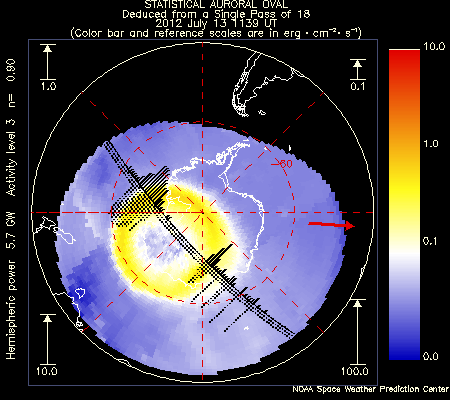 STATISTICAL AURORAL OVAL
Deduced from a Single Pass of 18
2012 July 13 1139 UT
(Color bar and reference scales are in erg·cm⁻²·s⁻¹)
Hemispheric power 5.7 GW Activity level 3 n= 0.90
1.0
0.1
-60
10.0
100.0
10.0
1.0
0.1
0.0
NOAA Space Weather Prediction Center